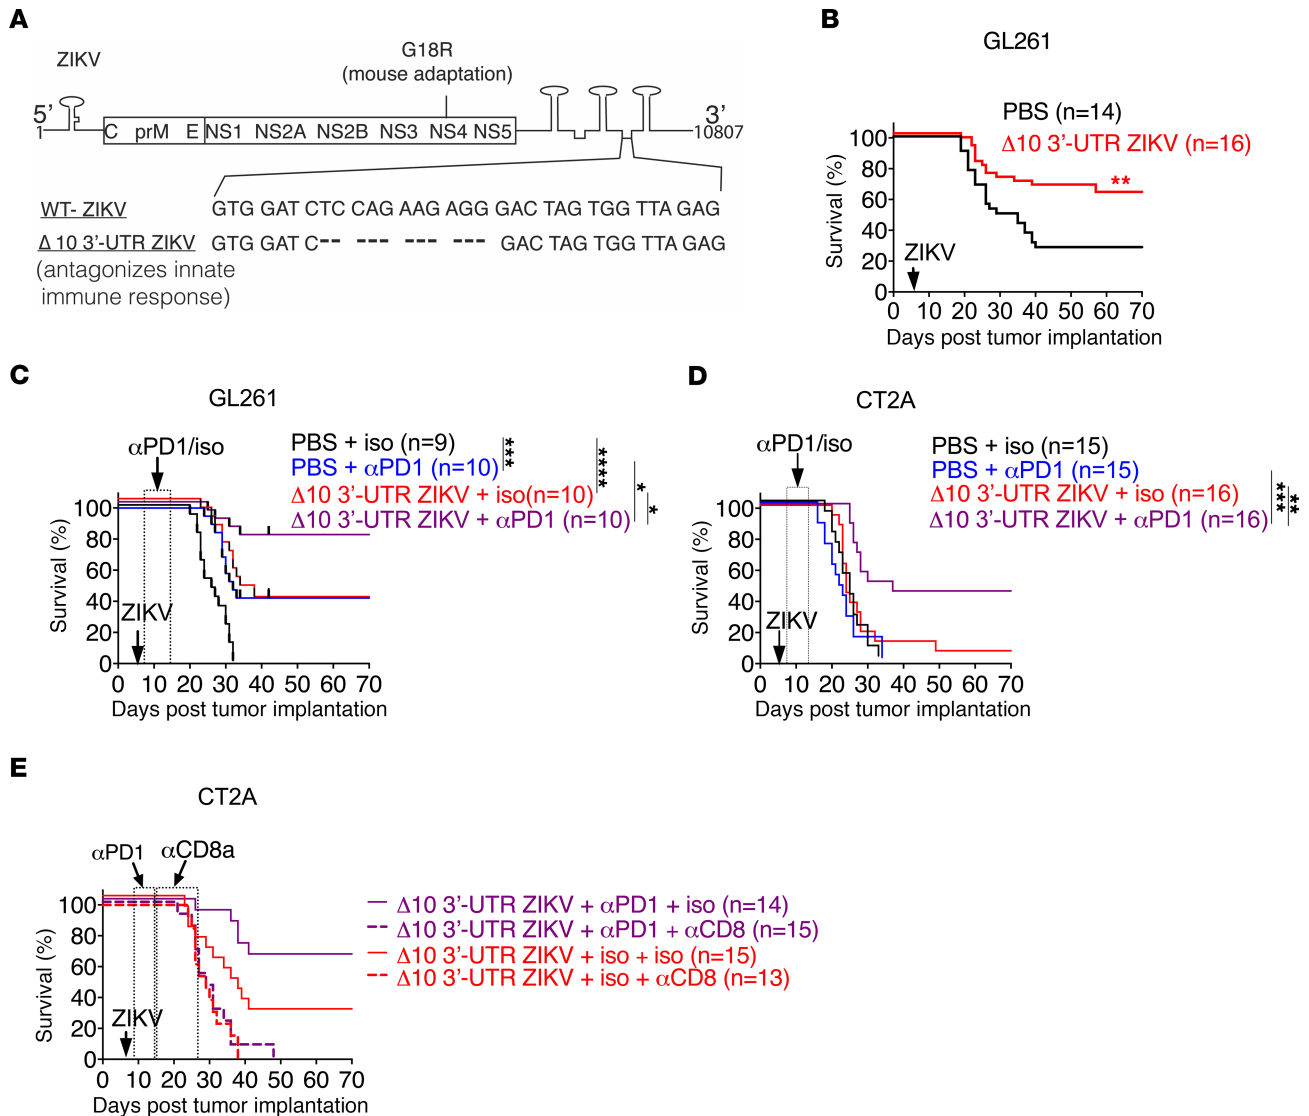 A
ZIKV
G18R
(mouse adaptation)
5’
3’
1
C prM E NS1 NS2A NS2B NS3 NS4 NS5
10807
WT- ZIKV GTG GAT CTC CAG AAG AGG GAC TAG TGG TTA GAG
Δ 10 3’-UTR ZIKV GTG GAT C-- --- --- --- GAC TAG TGG TTA GAG
(antagonizes innate
immune response)
B
GL261
PBS (n=14)
Δ10 3’-UTR ZIKV (n=16)
**
Survival (%)
100
80
60
40
20
0
ZIKV
0 10 20 30 40 50 60 70
Days post tumor implantation
C
GL261
αPD1/iso
PBS + iso (n=9)
PBS + αPD1 (n=10)
Δ10 3’-UTR ZIKV + iso(n=10)
Δ10 3’-UTR ZIKV + αPD1 (n=10)
***
****
*
*
Survival (%)
100
80
60
40
20
0
ZIKV
0 10 20 30 40 50 60 70
Days post tumor implantation
D
CT2A
αPD1/iso
PBS + iso (n=15)
PBS + αPD1 (n=15)
Δ10 3’-UTR ZIKV + iso (n=16)
Δ10 3’-UTR ZIKV + αPD1 (n=16)
****
**
Survival (%)
100
80
60
40
20
0
ZIKV
0 10 20 30 40 50 60 70
Days post tumor implantation
E
CT2A
αPD1 αCD8a
Δ10 3’-UTR ZIKV + αPD1 + iso (n=14)
Δ10 3’-UTR ZIKV + αPD1 + αCD8 (n=15)
Δ10 3’-UTR ZIKV + iso + iso (n=15)
Δ10 3’-UTR ZIKV + iso + αCD8 (n=13)
Survival (%)
100
80
60
40
20
0
ZIKV
0 10 20 30 40 50 60 70
Days post tumor implantation